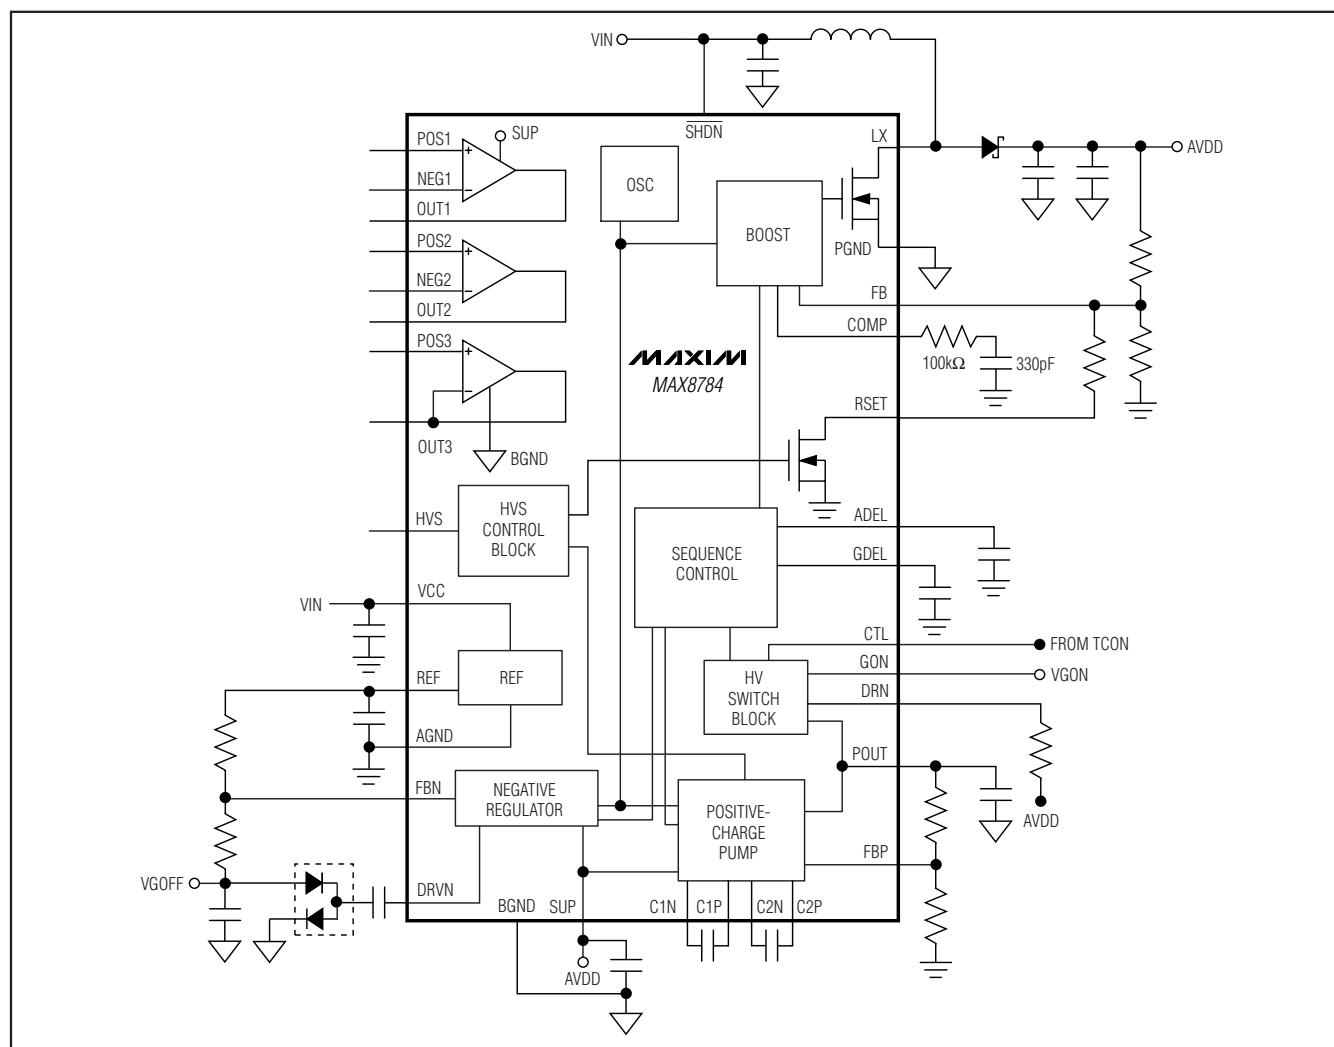 VIN
SHDN
LX
AVDD
POS1
SUP
NEG1
OUT1
OSC
BOOST
PGND
POS2
NEG2
OUT2
FB
COMP
100kΩ
330pF
POS3
OUT3
BGND
MAXIM
MAX8784
RSET
HVS
HVS
CONTROL
BLOCK
SEQUENCE
CONTROL
ADEL
GDEL
VIN
VCC
CTL
FROM TCON
GON
VGON
DRN
REF
REF
HV
SWITCH
BLOCK
AGND
POUT
AVDD
FBN
NEGATIVE
REGULATOR
POSITIVE-
CHARGE
PUMP
FBP
VGOFF
DRVN
BGND
SUP
C1N
C1P
C2N
C2P
AVDD